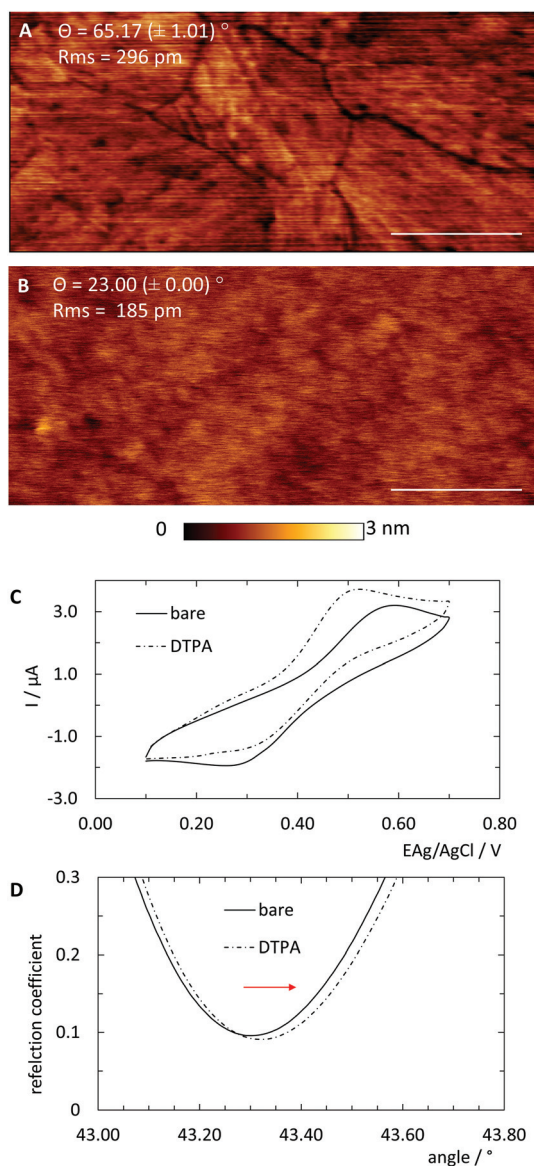 A
Θ = 65.17 (± 1.01) °
Rms = 296 pm
B
Θ = 23.00 (± 0.00) °
Rms = 185 pm
0
3 nm
C
bare
DTPA
3.0
1.0
-1.0
-3.0
I / µA
0.00
0.20
0.40
0.60
0.80
EAg/AgCl / V
D
bare
DTPA
0.3
0.2
0.1
0
refelction coefficient
43.00
43.20
43.40
43.60
43.80
angle / °